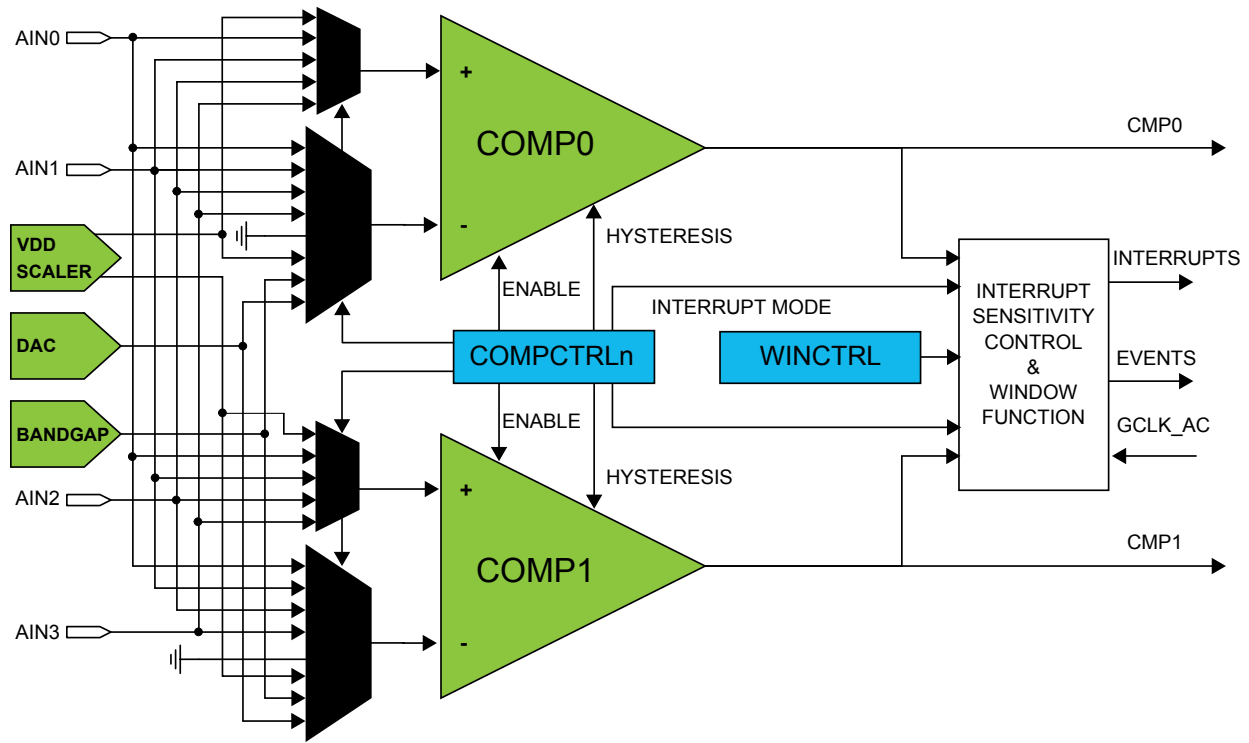 AIN0
AIN1
VDD
SCALER
DAC
BANDGAP
AIN2
AIN3
+
COMP0
-
HYSTERESIS
ENABLE
COMPCTRLn
ENABLE
HYSTERESIS
+
COMP1
-
INTERRUPT MODE
WINCTRL
CMP0
INTERRUPT
SENSITIVITY
CONTROL
&
WINDOW
FUNCTION
INTERRUPTS
EVENTS
GCLK_AC
CMP1